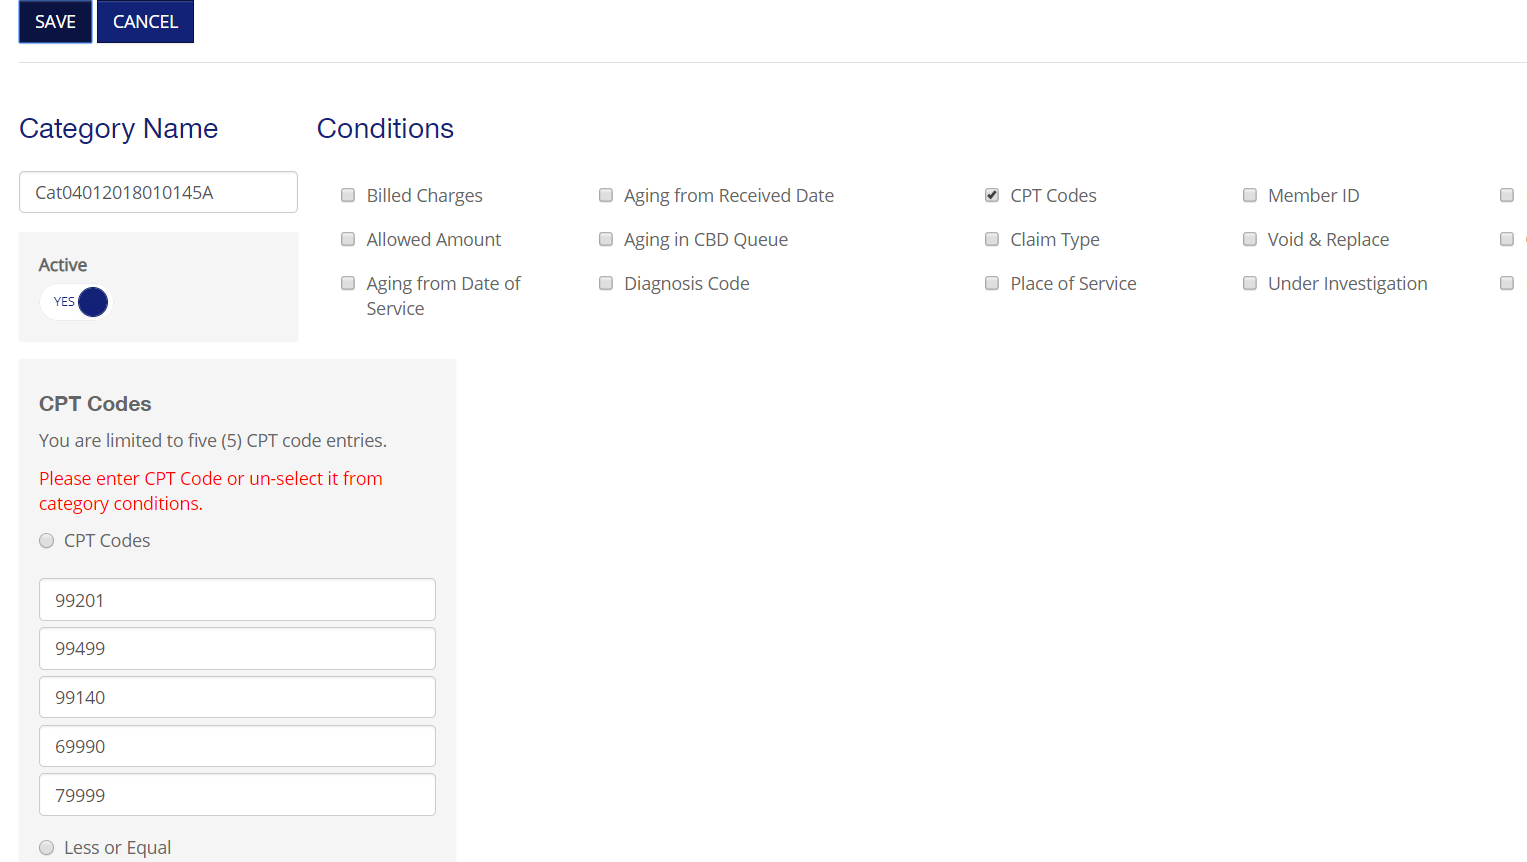 SAVE CANCEL
Category Name
Conditions
Cat04012018010145A
Active
YES
Billed Charges
Aging from Received Date
CPT Codes
Member ID
Allowed Amount
Aging in CBD Queue
Claim Type
Void & Replace
Aging from Date of
Service
Diagnosis Code
Place of Service
Under Investigation
CPT Codes
You are limited to five (5) CPT code entries.
Please enter CPT Code or un-select it from
category conditions.
CPT Codes
99201
99499
99140
69990
79999
Less or Equal